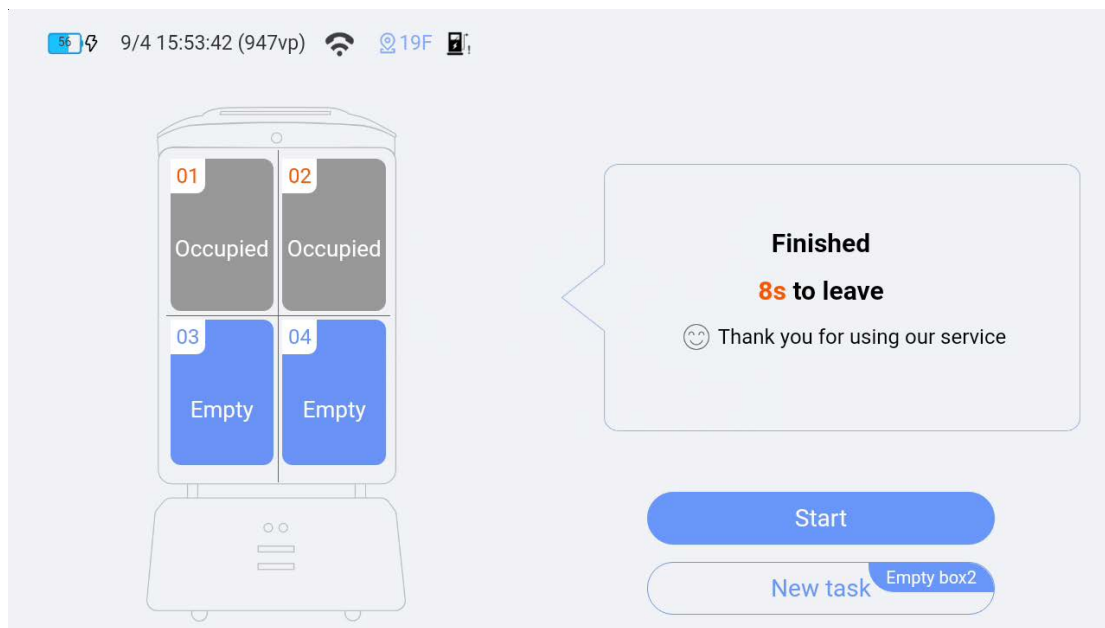 56 9/4 15:53:42 (947vp) 19F
01 02
Occupied Occupied
03 04
Empty Empty
Finished
8s to leave
Thank you for using our service
Start
New task Empty box2